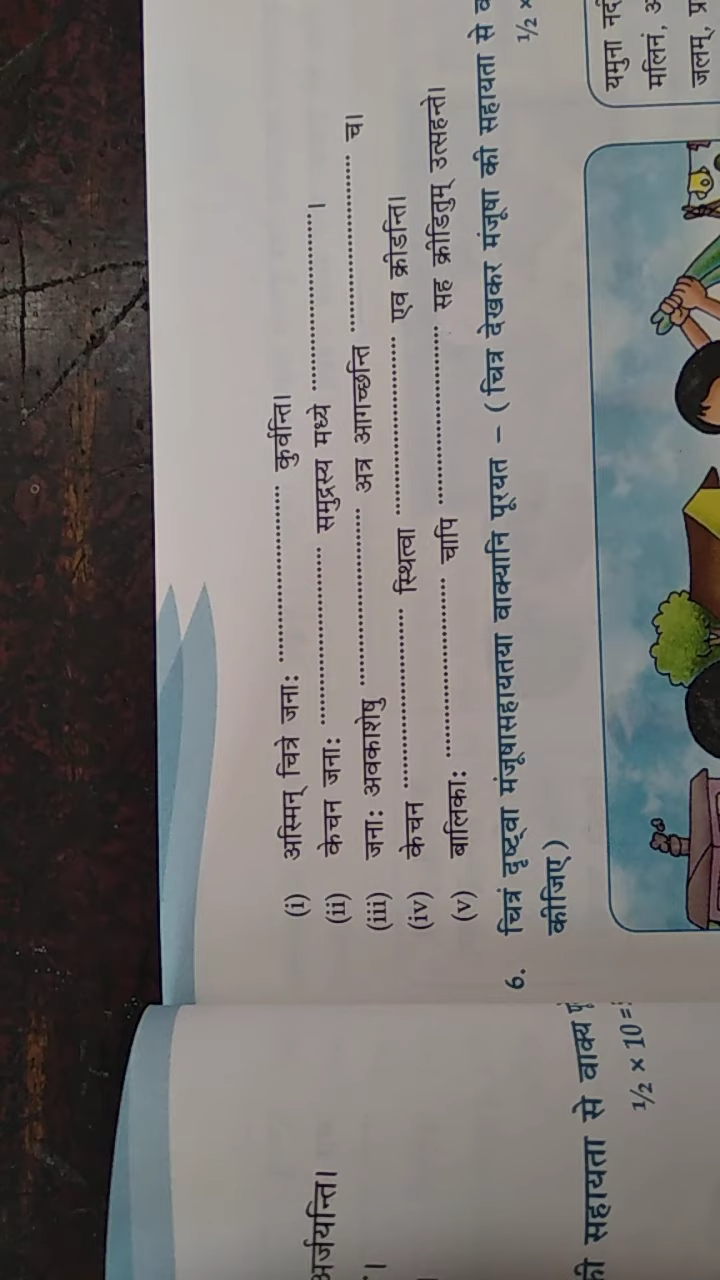 अर्जयन्ति।
ी सहायता से वाक्य
½ × 10 =
(i) अस्मिन् चित्रे जनाः .................... कुर्वन्ति।
(ii) केचन जनाः .................... समुद्रस्य मध्ये .................... ।
(iii) जनाः अवकाशेषु .................... अत्र आगच्छन्ति .................... च।
(iv) केचन .................... स्थित्वा .................... एव क्रीडन्ति।
(v) बालिकाः .................... चापि .................... सह क्रीडितुम् उत्सहन्ते।
6. चित्रं दृष्ट्वा मंजूषासहायतया वाक्यानि पूरयत – ( चित्र देखकर मंजूषा की सहायता से
कीजिए )
½ ×
यमुना नदी
मलिनं,
जलम्,